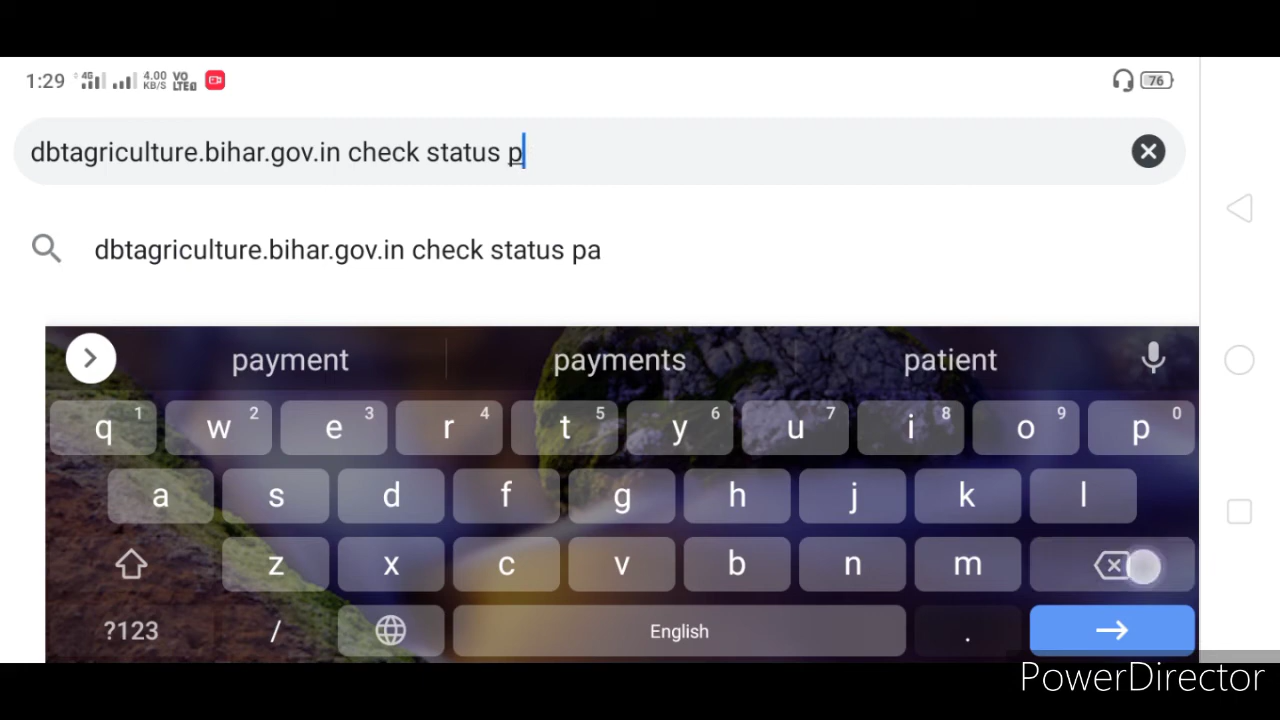 1:29 4G 4.00 KB/S VO LTE 76
dbtagriculture.bihar.gov.in check status p
dbtagriculture.bihar.gov.in check status pa
payment payments patient
q 1 w 2 e 3 r 4 t 5 y 6 u 7 i 8 o 9 p 0
a s d f g h j k l
z x c v b n m
?123 / English .
PowerDirector